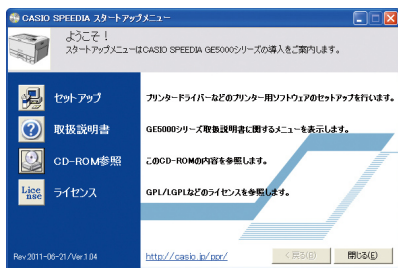 CASIO SPEEDIA スタートアップメニュー
ようこそ！
スタートアップメニューはCASIO SPEEDIA GE5000シリーズの導入をご案内します。
セットアップ
プリンタードライバーなどのプリンター用ソフトウェアのセットアップを行います。
取扱説明書
GE5000シリーズ取扱説明書に関するメニューを表示します。
CD-ROM参照
このCD-ROMの内容を参照します。
License
ライセンス
GPL/LGPLなどのライセンスを参照します。
Rev.2011-06-21/Ver.1.04
http://casio.jp/ppr/
< 戻る(B)
閉じる(E)